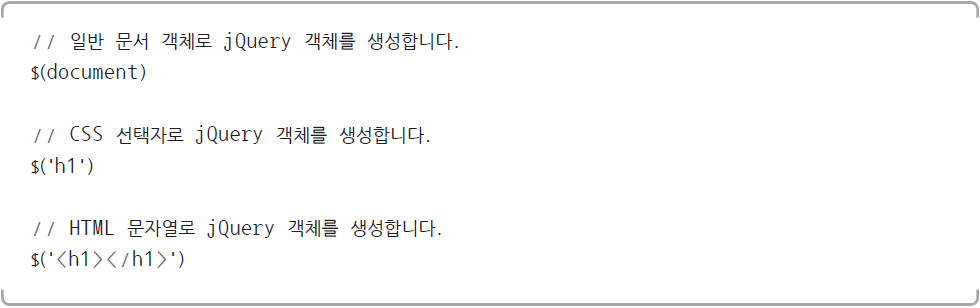 // 일반 문서 객체로 jQuery 객체를 생성합니다.
$(document)
// CSS 선택자로 jQuery 객체를 생성합니다.
$('h1')
// HTML 문자열로 jQuery 객체를 생성합니다.
$('<h1></h1>')